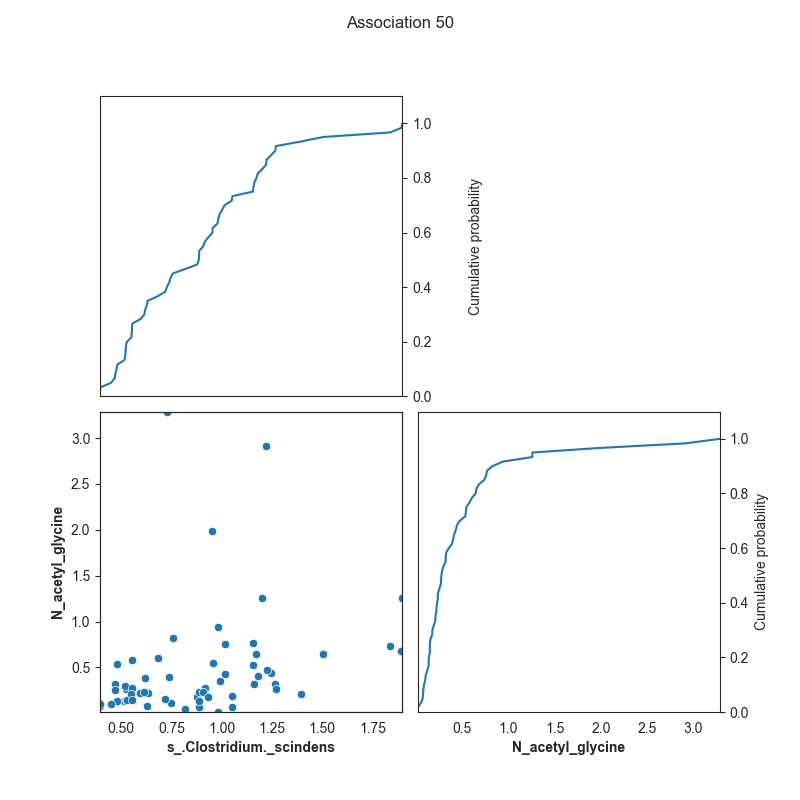 Association 50
1.0
0.8
0.6
0.4
0.2
0.0
Cumulative probability
3.0
2.5
2.0
1.5
1.0
0.5
N_acetyl_glycine
0.50 0.75 1.00 1.25 1.50 1.75
s_.Clostridium._scindens
1.0
0.8
0.6
0.4
0.2
0.0
Cumulative probability
0.5 1.0 1.5 2.0 2.5 3.0
N_acetyl_glycine